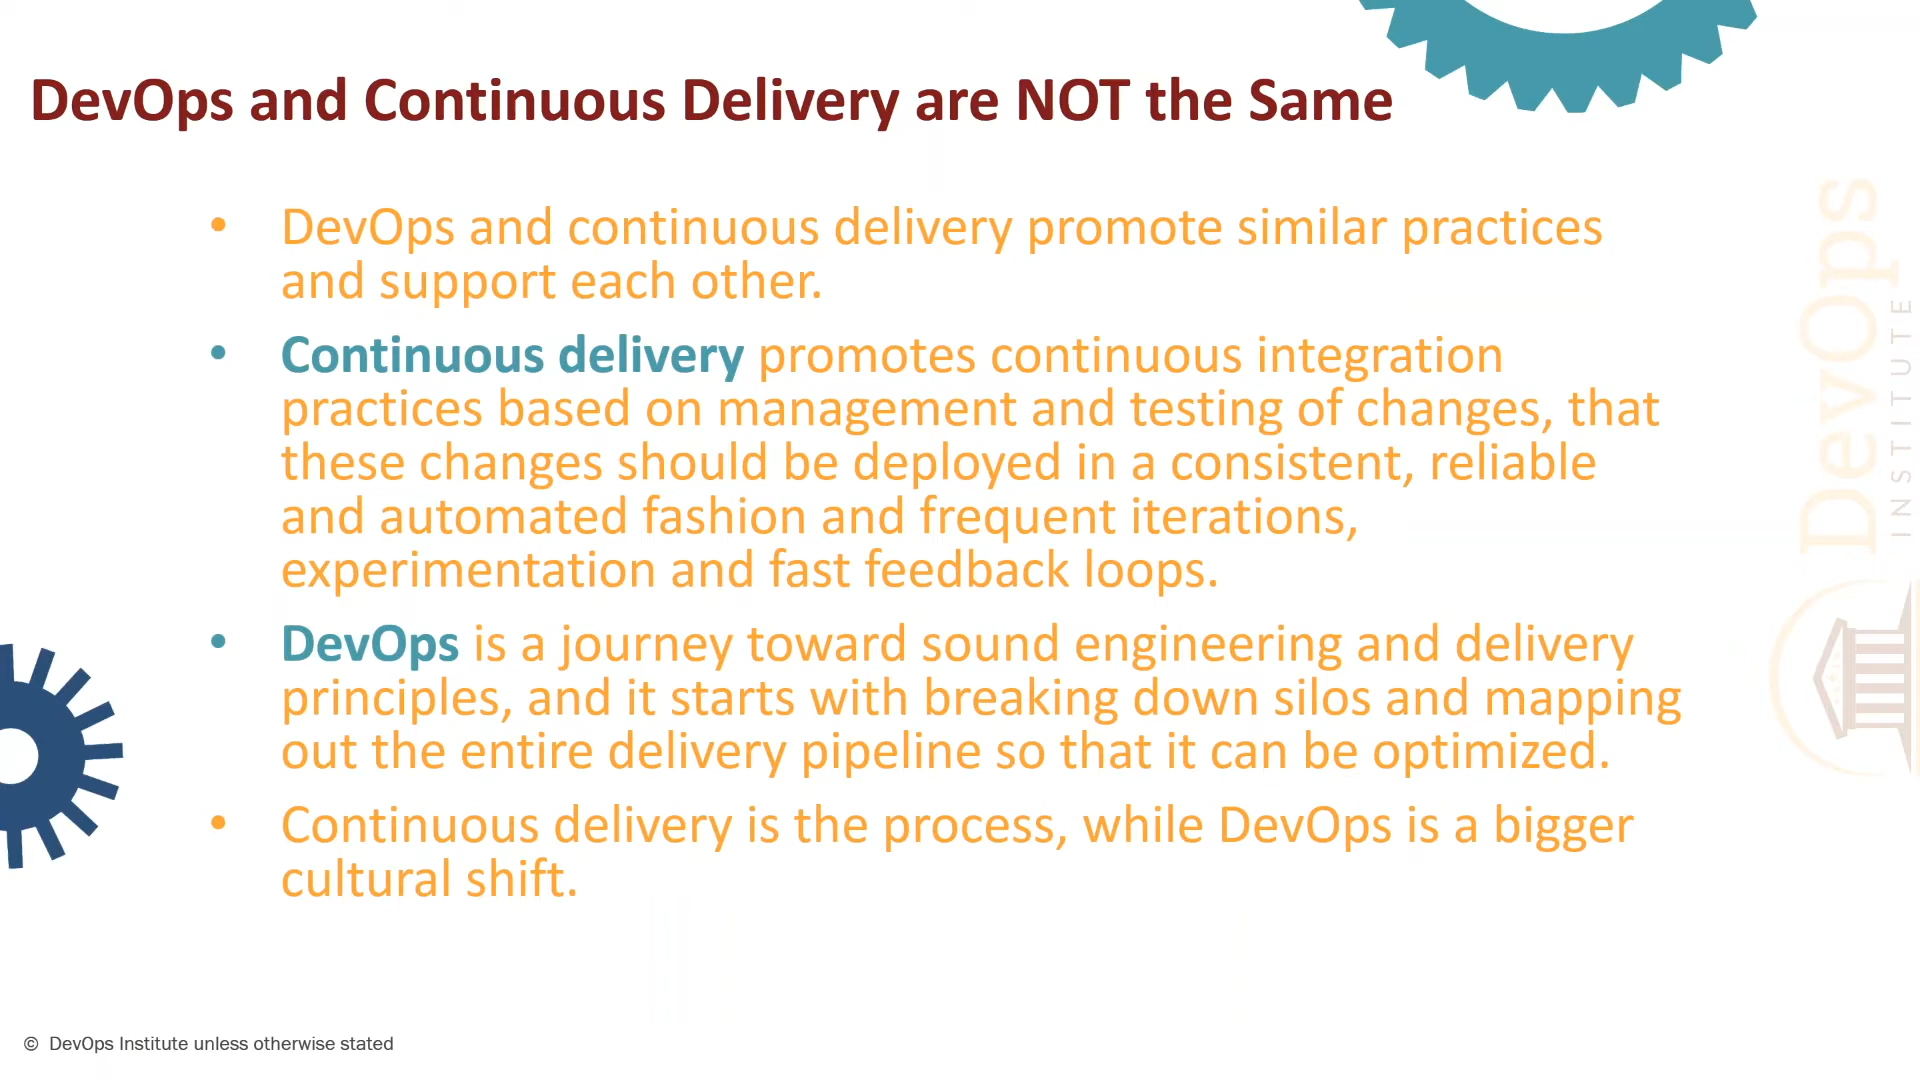 DevOps and Continuous Delivery are NOT the Same
• DevOps and continuous delivery promote similar practices
and support each other.
• Continuous delivery promotes continuous integration
practices based on management and testing of changes, that
these changes should be deployed in a consistent, reliable
and automated fashion and frequent iterations,
experimentation and fast feedback loops.
• DevOps is a journey toward sound engineering and delivery
principles, and it starts with breaking down silos and mapping
out the entire delivery pipeline so that it can be optimized.
• Continuous delivery is the process, while DevOps is a bigger
cultural shift.
DevOps
INSTITUTE
© DevOps Institute unless otherwise stated